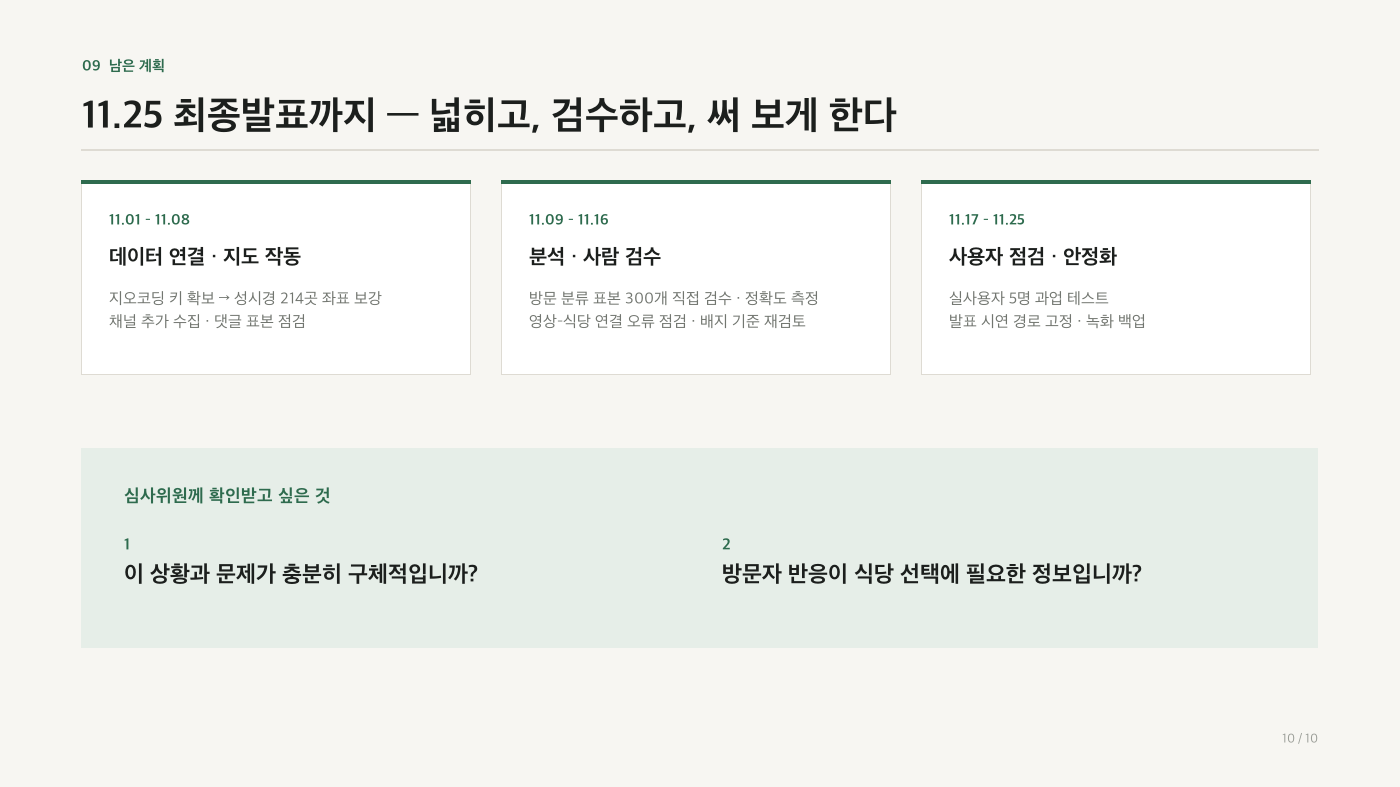 09 남은 계획
11.25 최종발표까지 — 넓히고, 검수하고, 써 보게 한다
11.01 - 11.08
데이터 연결 · 지도 작동
지오코딩 키 확보 → 성시경 214곳 좌표 보강
채널 추가 수집 · 댓글 표본 점검
11.09 - 11.16
분석 · 사람 검수
방문 분류 표본 300개 직접 검수 · 정확도 측정
영상-식당 연결 오류 점검 · 배지 기준 재검토
11.17 - 11.25
사용자 점검 · 안정화
실사용자 5명 과업 테스트
발표 시연 경로 고정 · 녹화 백업
심사위원께 확인받고 싶은 것
1
이 상황과 문제가 충분히 구체적입니까?
2
방문자 반응이 식당 선택에 필요한 정보입니까?
10 / 10